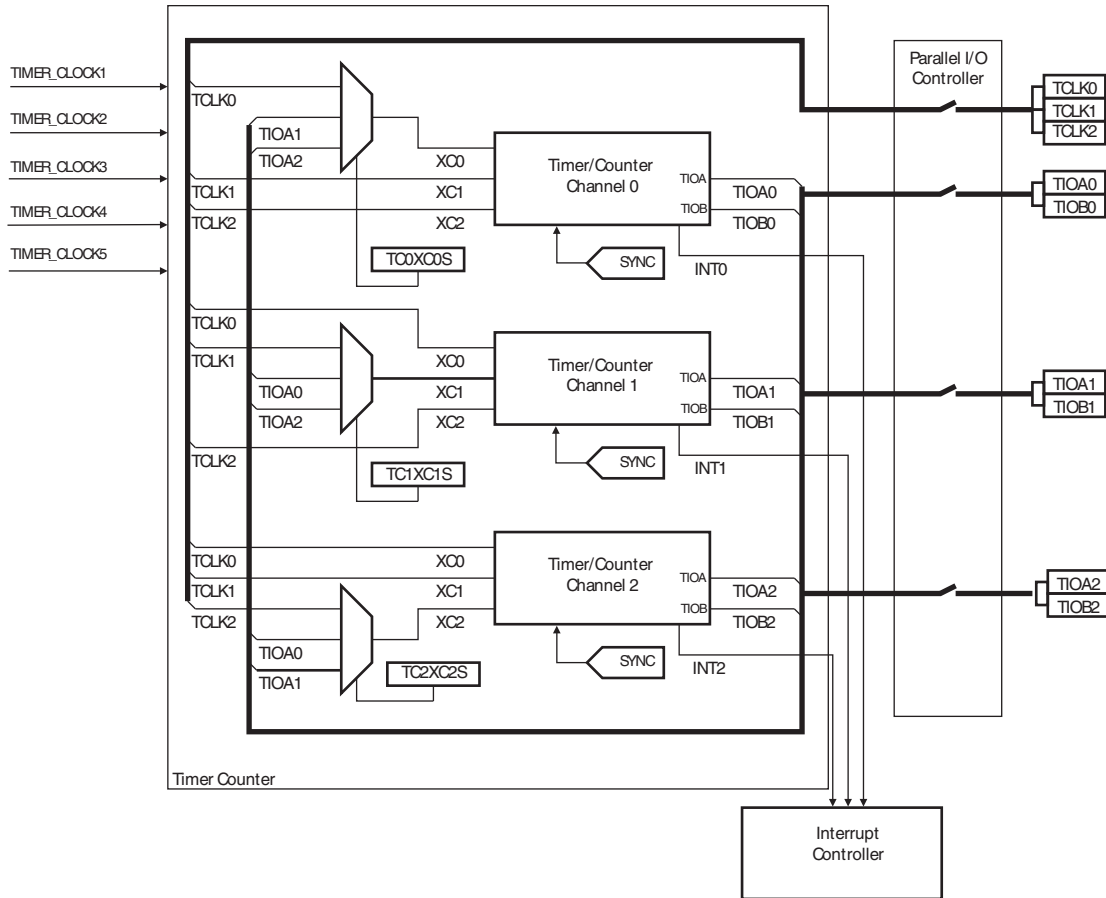 TIMER_CLOCK1
TIMER_CLOCK2
TIMER_CLOCK3
TIMER_CLOCK4
TIMER_CLOCK5
TCLK0
TIOA1
TIOA2
TCLK1
TCLK2
XC0
XC1
XC2
TC0XC0S
Timer/Counter
Channel 0
TIOA
TIOB
TIOA0
TIOB0
SYNC
INT0
TCLK0
TCLK1
TIOA0
TIOA2
TCLK2
XC0
XC1
XC2
TC1XC1S
Timer/Counter
Channel 1
TIOA
TIOB
TIOA1
TIOB1
SYNC
INT1
TCLK0
TCLK1
TCLK2
TIOA0
TIOA1
XC0
XC1
XC2
TC2XC2S
Timer/Counter
Channel 2
TIOA
TIOB
TIOA2
TIOB2
SYNC
INT2
Timer Counter
Parallel I/O
Controller
TCLK0
TCLK1
TCLK2
TIOA0
TIOB0
TIOA1
TIOB1
TIOA2
TIOB2
Interrupt
Controller